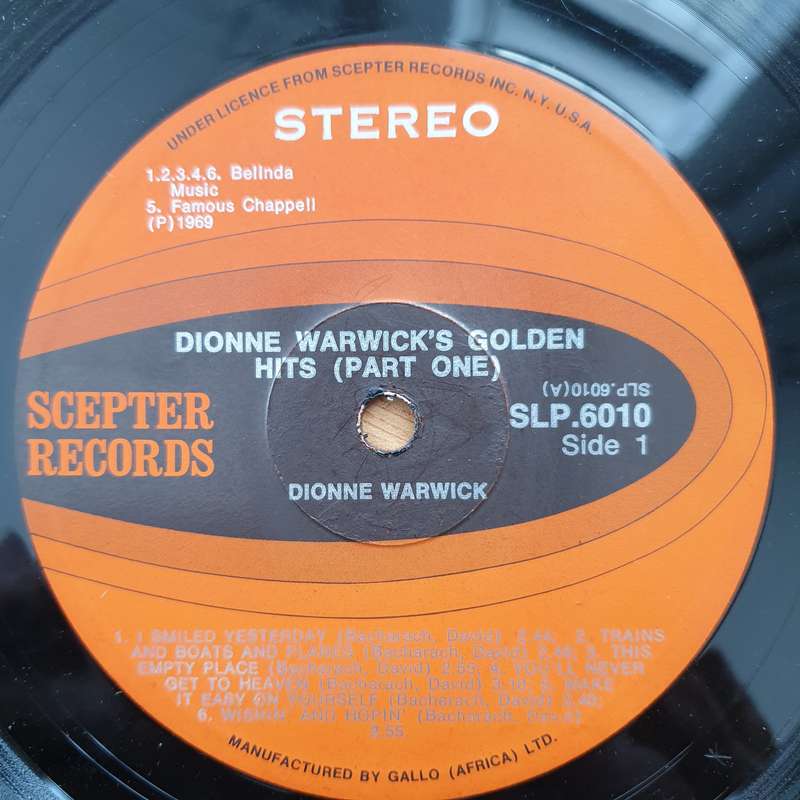 UNDER LICENCE FROM SCEPTER RECORDS INC. N.Y. U.S.A.
STEREO
1.2.3.4.6. Belinda
Music
5. Famous Chappell
(P)1969
DIONNE WARWICK'S GOLDEN
HITS (PART ONE)
SLP.6010(A)
SCEPTER
RECORDS
SLP.6010
Side 1
DIONNE WARWICK
1. I SMILED YESTERDAY (Bacharach, David) 2.44; 2. TRAINS
AND BOATS AND PLANES (Bacharach, David) 2.46; 3. THIS
EMPTY PLACE (Bacharach, David) 2.53; 4. YOU'LL NEVER
GET TO HEAVEN (Bacharach, David) 3.10; 5. MAKE
IT EASY ON YOURSELF (Bacharach, David) 2.40;
6. WISHIN' AND HOPIN' (Bacharach, David)
2.55
MANUFACTURED BY GALLO (AFRICA) LTD.